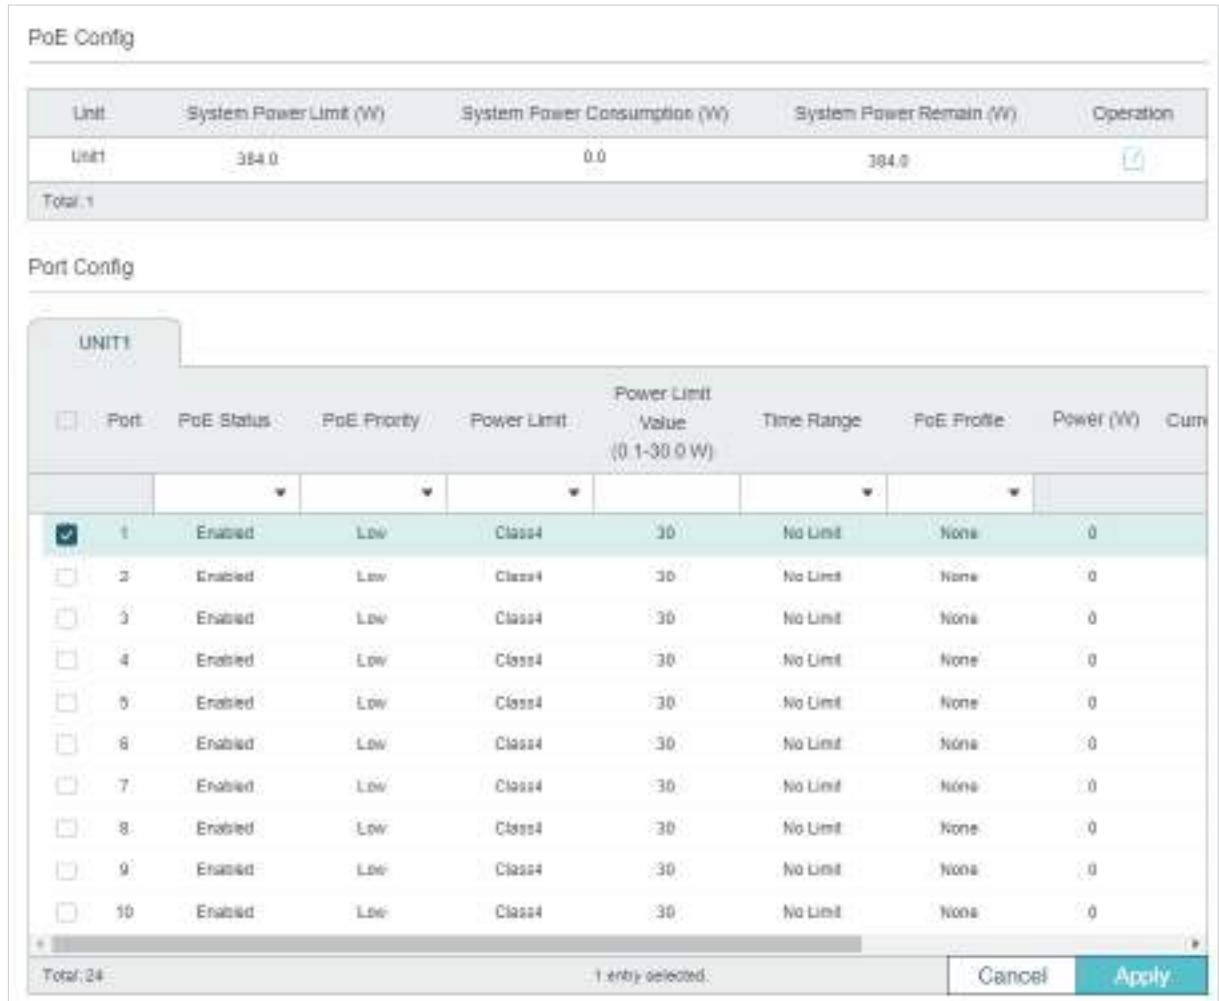 PoE Config
Unit System Power Limit (W) System Power Consumption (W) System Power Remain (W) Operation
Unit1 384.0 0.0 384.0
Total: 1
Port Config
UNIT1
Port PoE Status PoE Priority Power Limit Power Limit Value (0.1-30.0 W) Time Range PoE Profile Power (W) Curre
1 Enabled Low Class4 30 No Limit None 0
2 Enabled Low Class4 30 No Limit None 0
3 Enabled Low Class4 30 No Limit None 0
4 Enabled Low Class4 30 No Limit None 0
5 Enabled Low Class4 30 No Limit None 0
6 Enabled Low Class4 30 No Limit None 0
7 Enabled Low Class4 30 No Limit None 0
8 Enabled Low Class4 30 No Limit None 0
9 Enabled Low Class4 30 No Limit None 0
10 Enabled Low Class4 30 No Limit None 0
Total: 24 1 entry selected. Cancel Apply